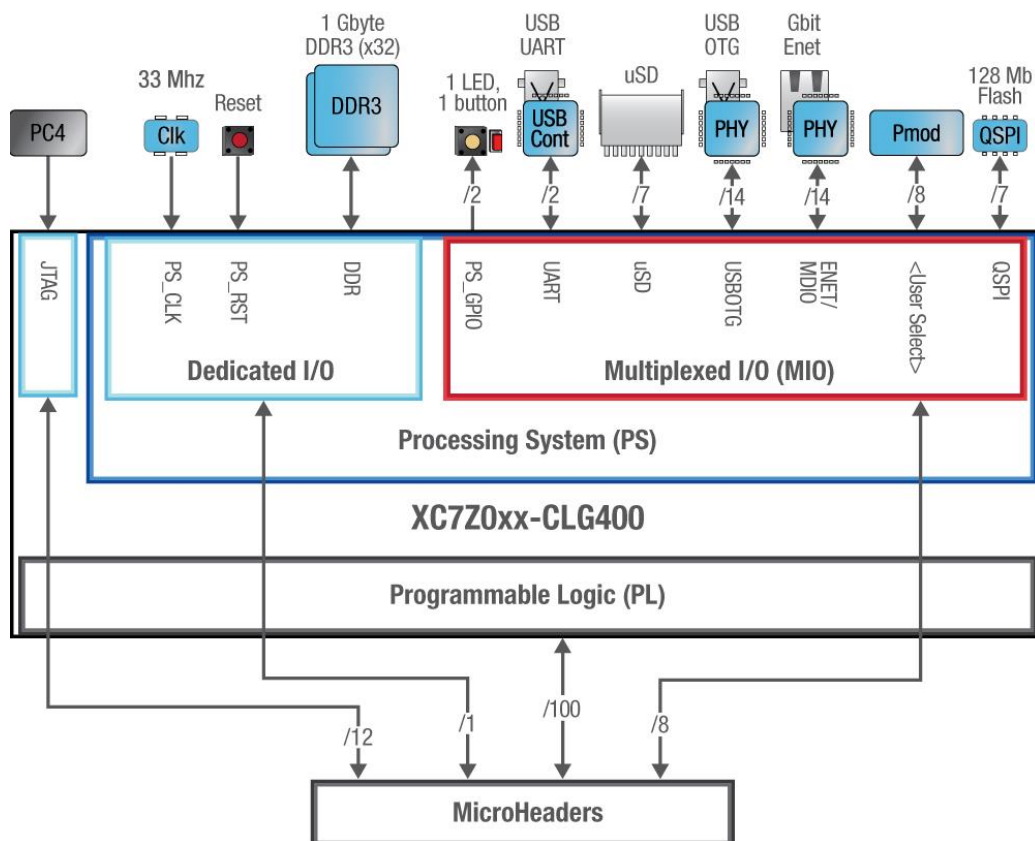 1 Gbyte
DDR3 (x32)
USB
UART
USB
OTG
Gbit
Enet
33 Mhz
Reset
1 LED,
1 button
uSD
128 Mb
Flash
PC4
Clk
DDR3
USB
Cont
PHY
PHY
Pmod
QSPI
/2
/2
/7
/14
/14
/8
/7
JTAG
PS_CLK
PS_RST
DDR
PS_GPIO
UART
uSD
USBOTG
ENET/
MDIO
<User Select>
QSPI
Dedicated I/O
Multiplexed I/O (MIO)
Processing System (PS)
XC7Z0xx-CLG400
Programmable Logic (PL)
/12
/1
/100
/8
MicroHeaders